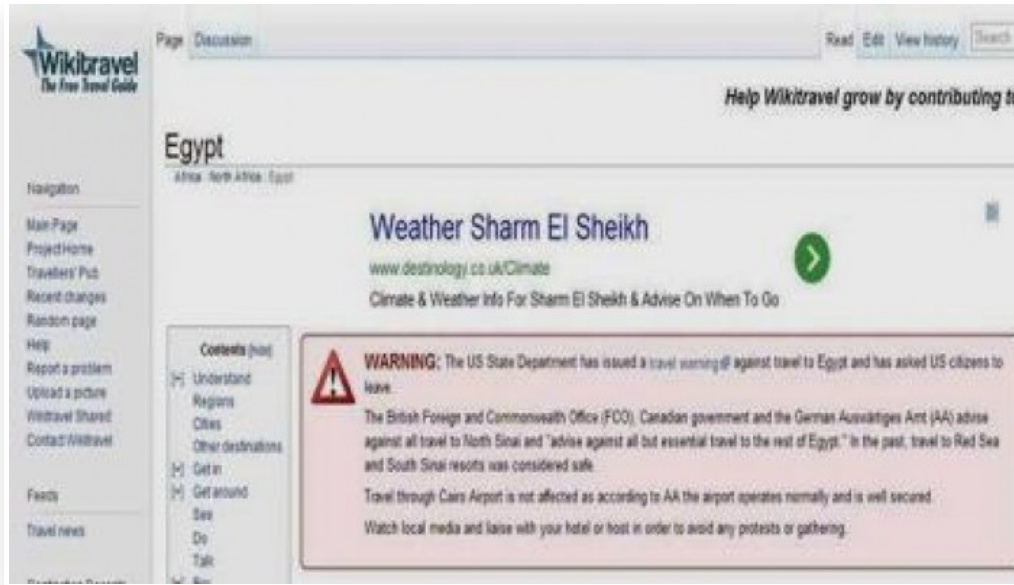 Wikitravel
The Free Travel Guide
Page Discussion
Read Edit View history Search
Help Wikitravel grow by contributing to
Egypt
Africa North Africa Egypt
Weather Sharm El Sheikh
www.destinology.co.uk/Climate
Climate & Weather Info For Sharm El Sheikh & Advise On When To Go
Navigation
Main Page
Project Home
Travellers' Pub
Recent changes
Random page
Help
Report a problem
Upload a picture
Wikitravel Shared
Contact Wikitravel
Feeds
Travel news
Contents [hide]
[+] Understand
Regions
Cities
Other destinations
[+] Get in
[+] Get around
See
Do
Talk
[+] Buy
WARNING: The US State Department has issued a travel warning against travel to Egypt and has asked US citizens to
leave.
The British Foreign and Commonwealth Office (FCO), Canadian government and the German Auswärtiges Amt (AA) advise
against all travel to North Sinai and "advise against all but essential travel to the rest of Egypt." In the past, travel to Red Sea
and South Sinai resorts was considered safe.
Travel through Cairo Airport is not affected as according to AA the airport operates normally and is well secured.
Watch local media and liaise with your hotel or host in order to avoid any protests or gathering.